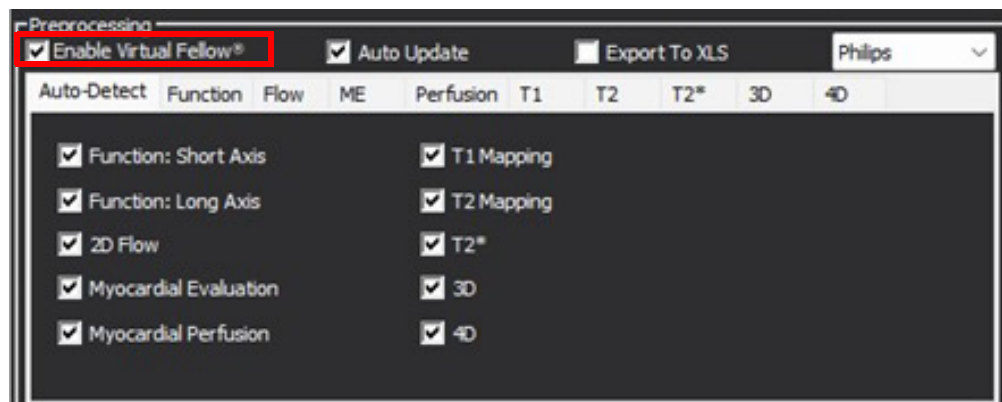 Preprocessing
Enable Virtual Fellow® Auto Update Export To XLS Philips
Auto-Detect Function Flow ME Perfusion T1 T2 T2* 3D 4D
Function: Short Axis T1 Mapping
Function: Long Axis T2 Mapping
2D Flow T2*
Myocardial Evaluation 3D
Myocardial Perfusion 4D